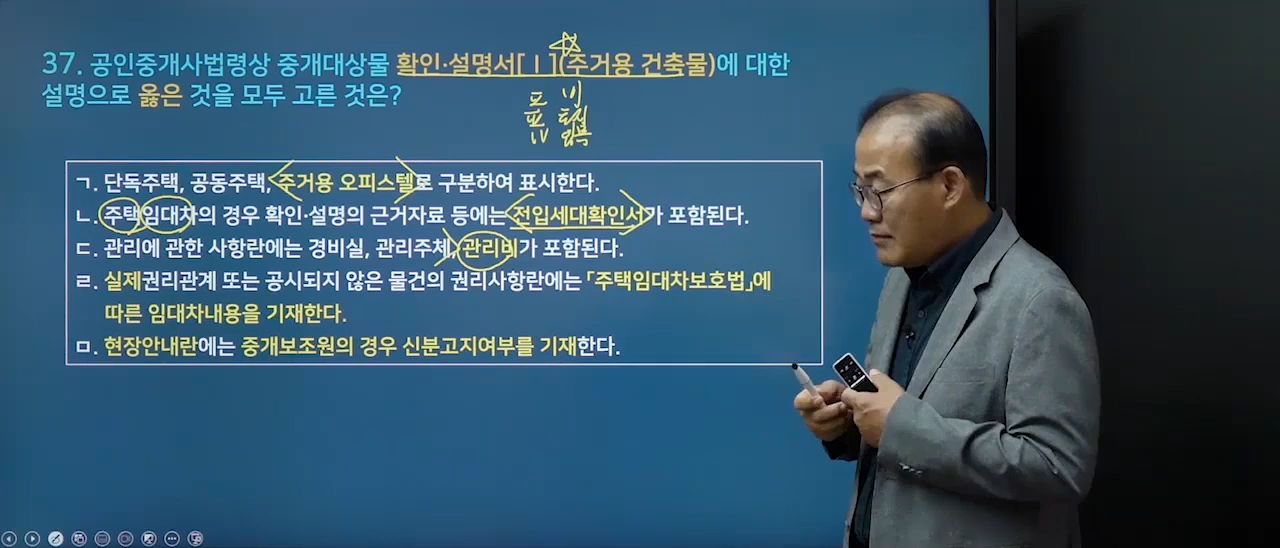 37. 공인중개사법령상 중개대상물 확인·설명서[Ⅰ](주거용 건축물)에 대한
설명으로 옳은 것을 모두 고른 것은?
ㄱ. 단독주택, 공동주택, 주거용 오피스텔로 구분하여 표시한다.
ㄴ. 주택임대차의 경우 확인·설명의 근거자료 등에는 전입세대확인서가 포함된다.
ㄷ. 관리에 관한 사항란에는 경비실, 관리주체, 관리비가 포함된다.
ㄹ. 실제권리관계 또는 공시되지 않은 물건의 권리사항란에는 「주택임대차보호법」에
따른 임대차내용을 기재한다.
ㅁ. 현장안내란에는 중개보조원의 경우 신분고지여부를 기재한다.